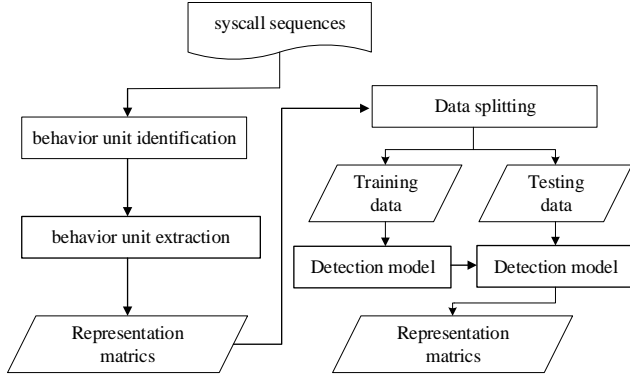 syscall sequences
behavior unit identification
behavior unit extraction
Representation
matrics
Data splitting
Training
data
Testing
data
Detection model
Detection model
Representation
matrics